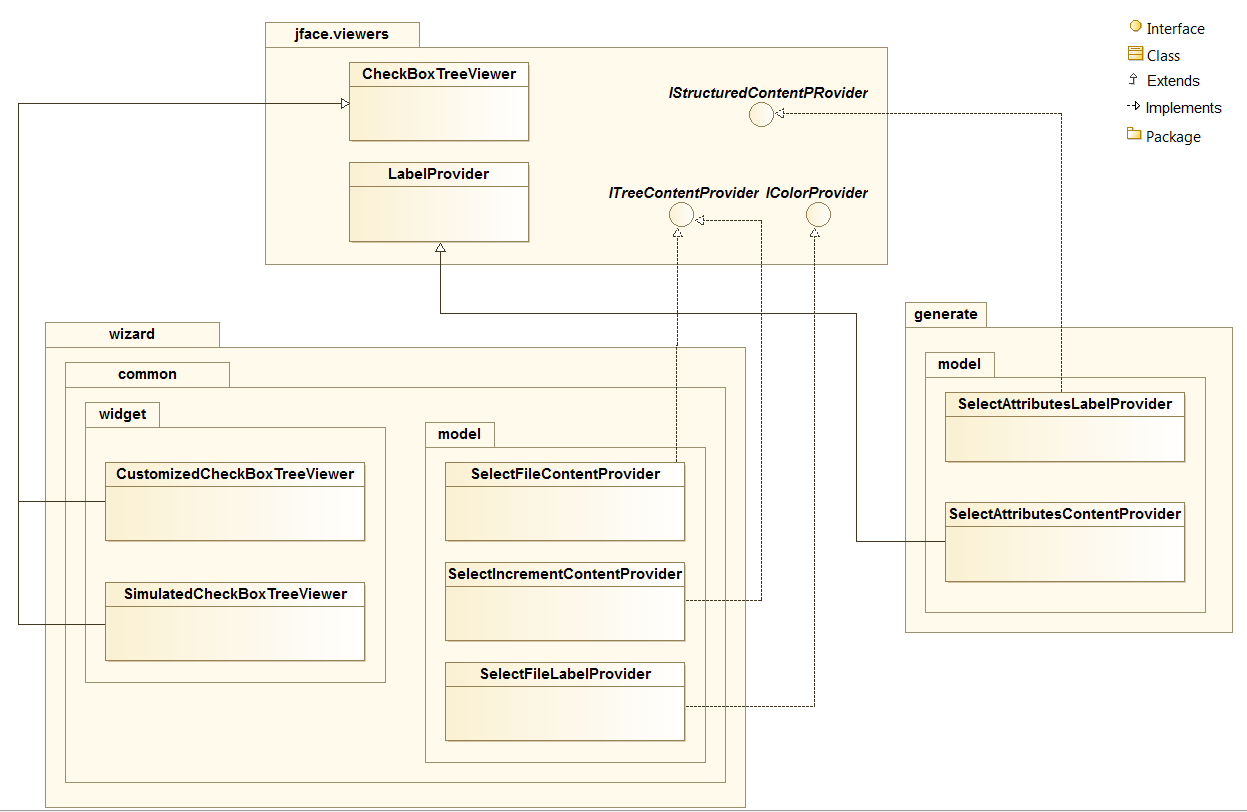 jface.viewers
CheckBoxTreeViewer
IStructuredContentPRovider
LabelProvider
ITreeContentProvider IColorProvider
Interface
Class
Extends
Implements
Package
wizard
common
widget
CustomizedCheckBoxTreeViewer
SimulatedCheckBoxTreeViewer
model
SelectFileContentProvider
SelectIncrementContentProvider
SelectFileLabelProvider
generate
model
SelectAttributesLabelProvider
SelectAttributesContentProvider